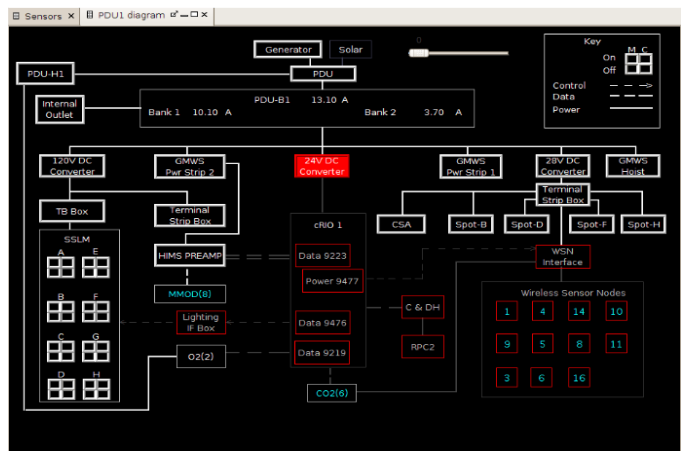 Sensors
PDU1 diagram
Generator
Solar
0
Key
M C
On
Off
Control
Data
Power
PDU-H1
PDU
Internal
Outlet
PDU-B1 13.10 A
Bank 1 10.10 A
Bank 2 3.70 A
120V DC
Converter
GMWS
Pwr Strip 2
24V DC
Converter
GMWS
Pwr Strip 1
28V DC
Converter
GMWS
Hoist
TB Box
Terminal
Strip Box
Terminal
Strip Box
CSA
Spot-B
Spot-D
Spot-F
Spot-H
SSLM
A E
B F
C G
D H
HIMS PREAMP
MMOD(8)
Lighting
IF Box
O2(2)
cRIO 1
Data 9223
Power 9477
Data 9476
Data 9219
CO2(6)
C & DH
RPC2
WSN
Interface
Wireless Sensor Nodes
1 4 14 10
9 5 8 11
3 6 16